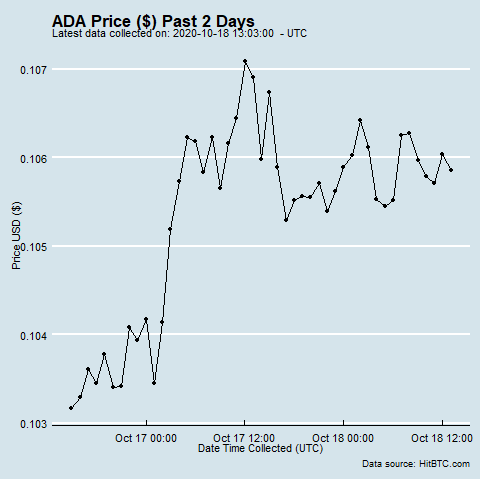 ADA Price ($) Past 2 Days
Latest data collected on: 2020-10-18 13:03:00  - UTC
0.107
0.106
0.105
0.104
0.103
Price USD ($)
Oct 17 00:00 Oct 17 12:00 Oct 18 00:00 Oct 18 12:00
Date Time Collected (UTC)
Data source: HitBTC.com